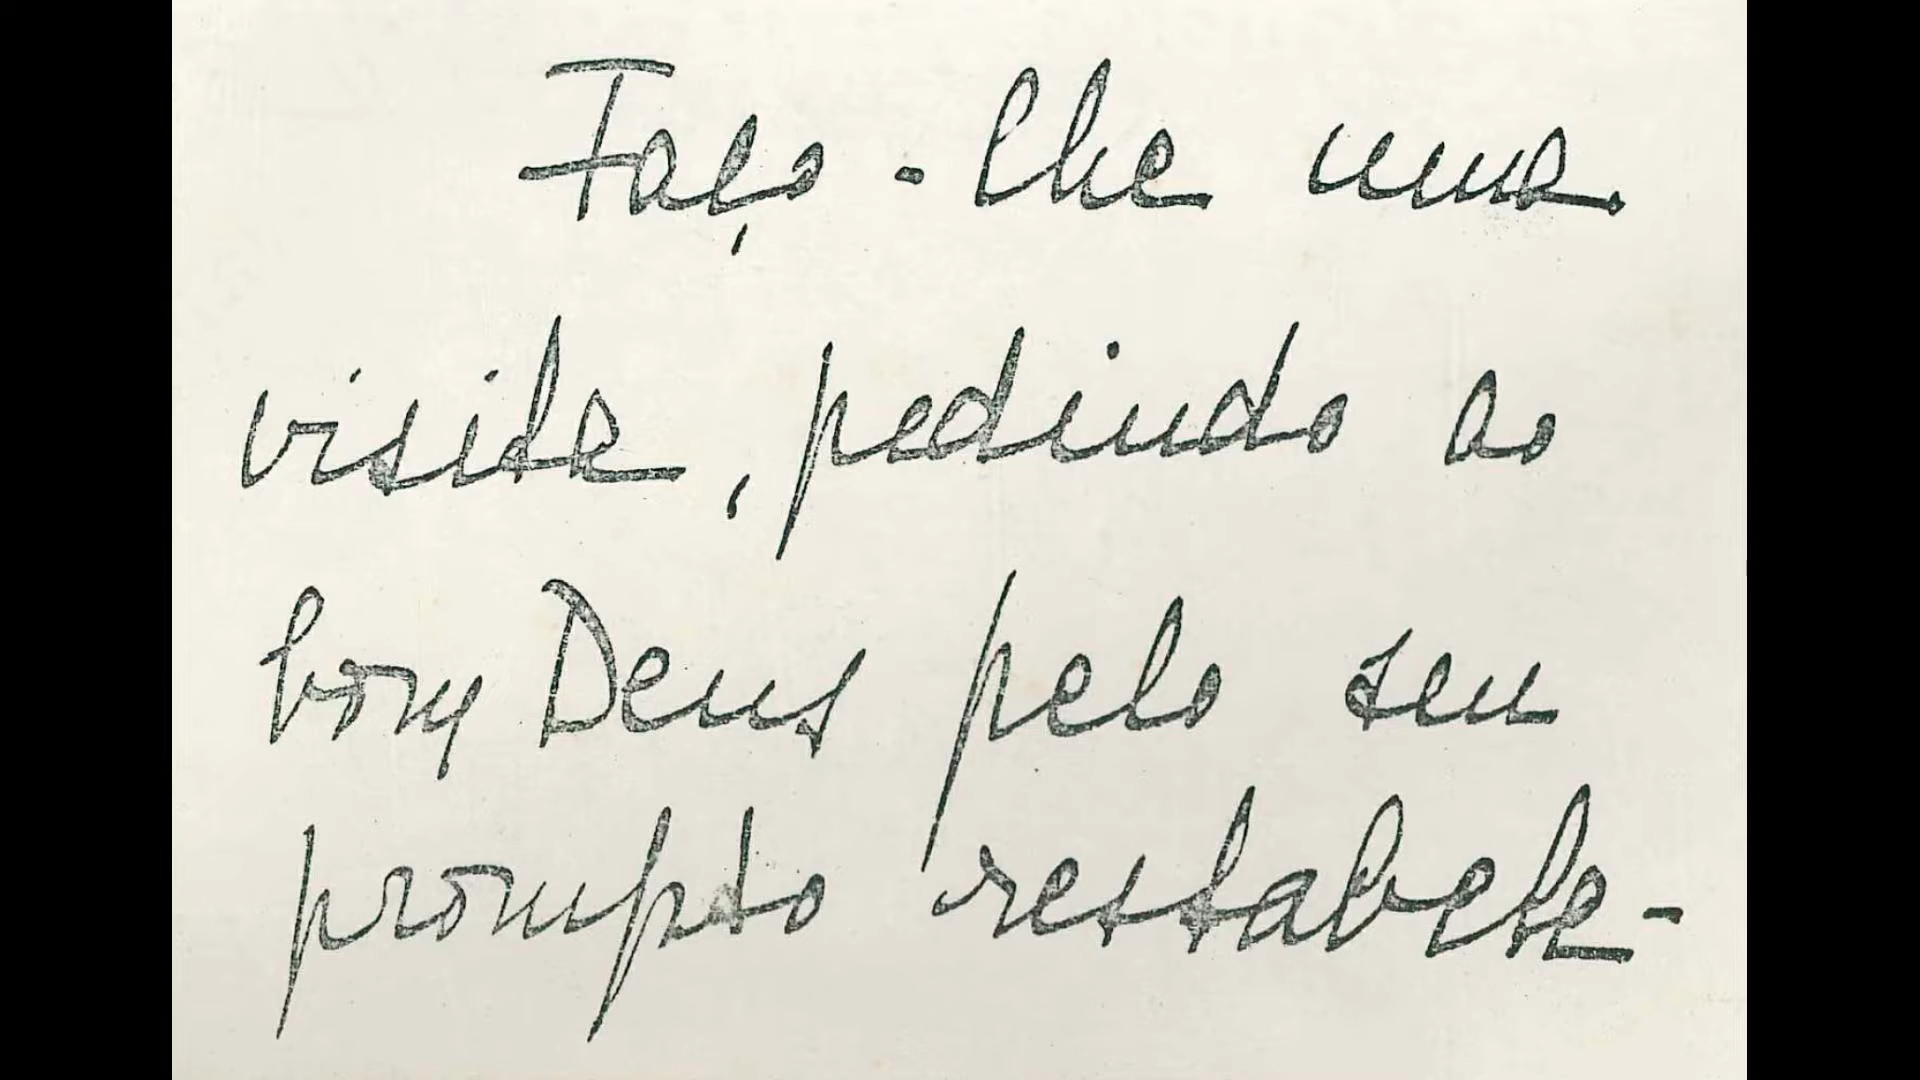 Faço-lhe uma
visita, pedindo ao
bom Deus pelo seu
prompto restabele-